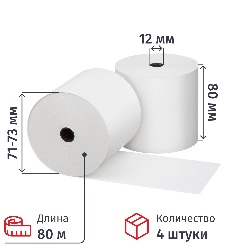 12 мм
80 мм
71-73 мм
Длина
80 м
Количество
4 штуки